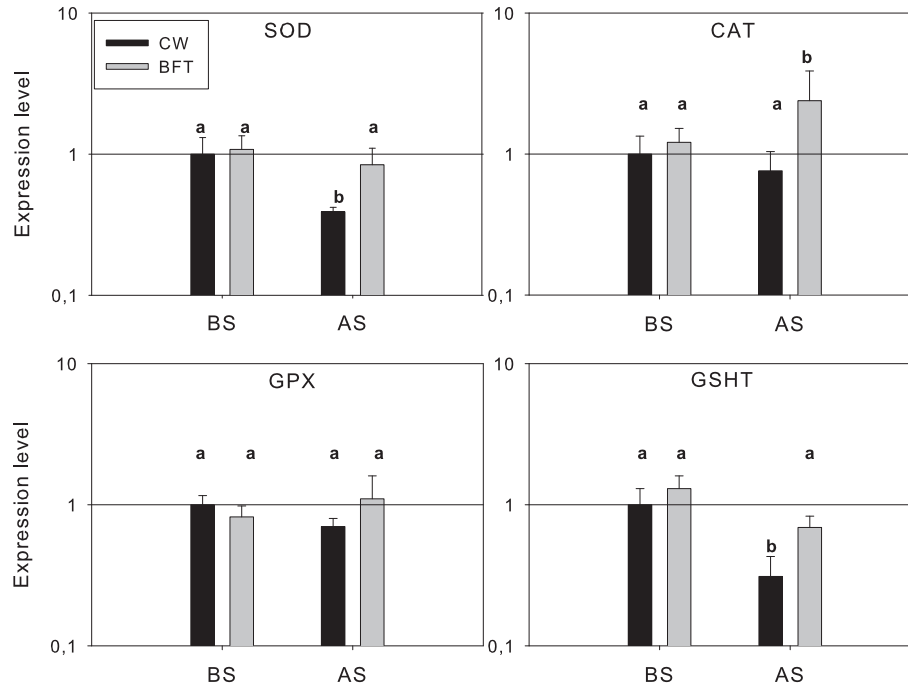 SOD
CW
BFT
Expression level
10
1
0,1
a
a
b
a
BS
AS
CAT
10
1
0,1
a
a
a
b
BS
AS
GPX
Expression level
10
1
0,1
a
a
a
a
BS
AS
GSHT
10
1
0,1
a
a
b
a
BS
AS